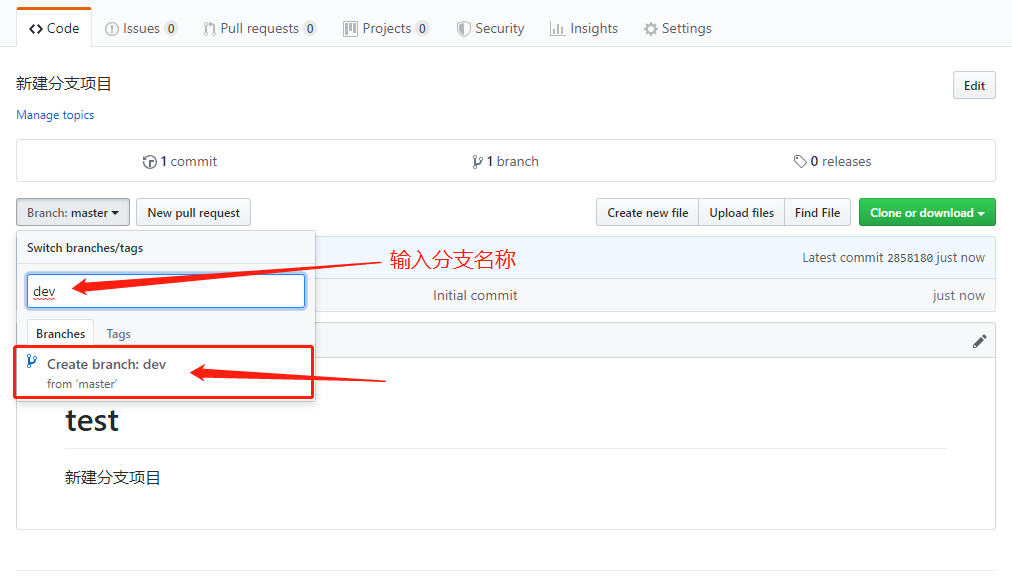 Code Issues 0 Pull requests 0 Projects 0 Security Insights Settings
新建分支项目
Edit
Manage topics
1 commit 1 branch 0 releases
Branch: master New pull request Create new file Upload files Find File Clone or download
Switch branches/tags
输入分支名称
Latest commit 2858180 just now
dev
Initial commit just now
Branches Tags
Create branch: dev
from ‘master’
test
新建分支项目